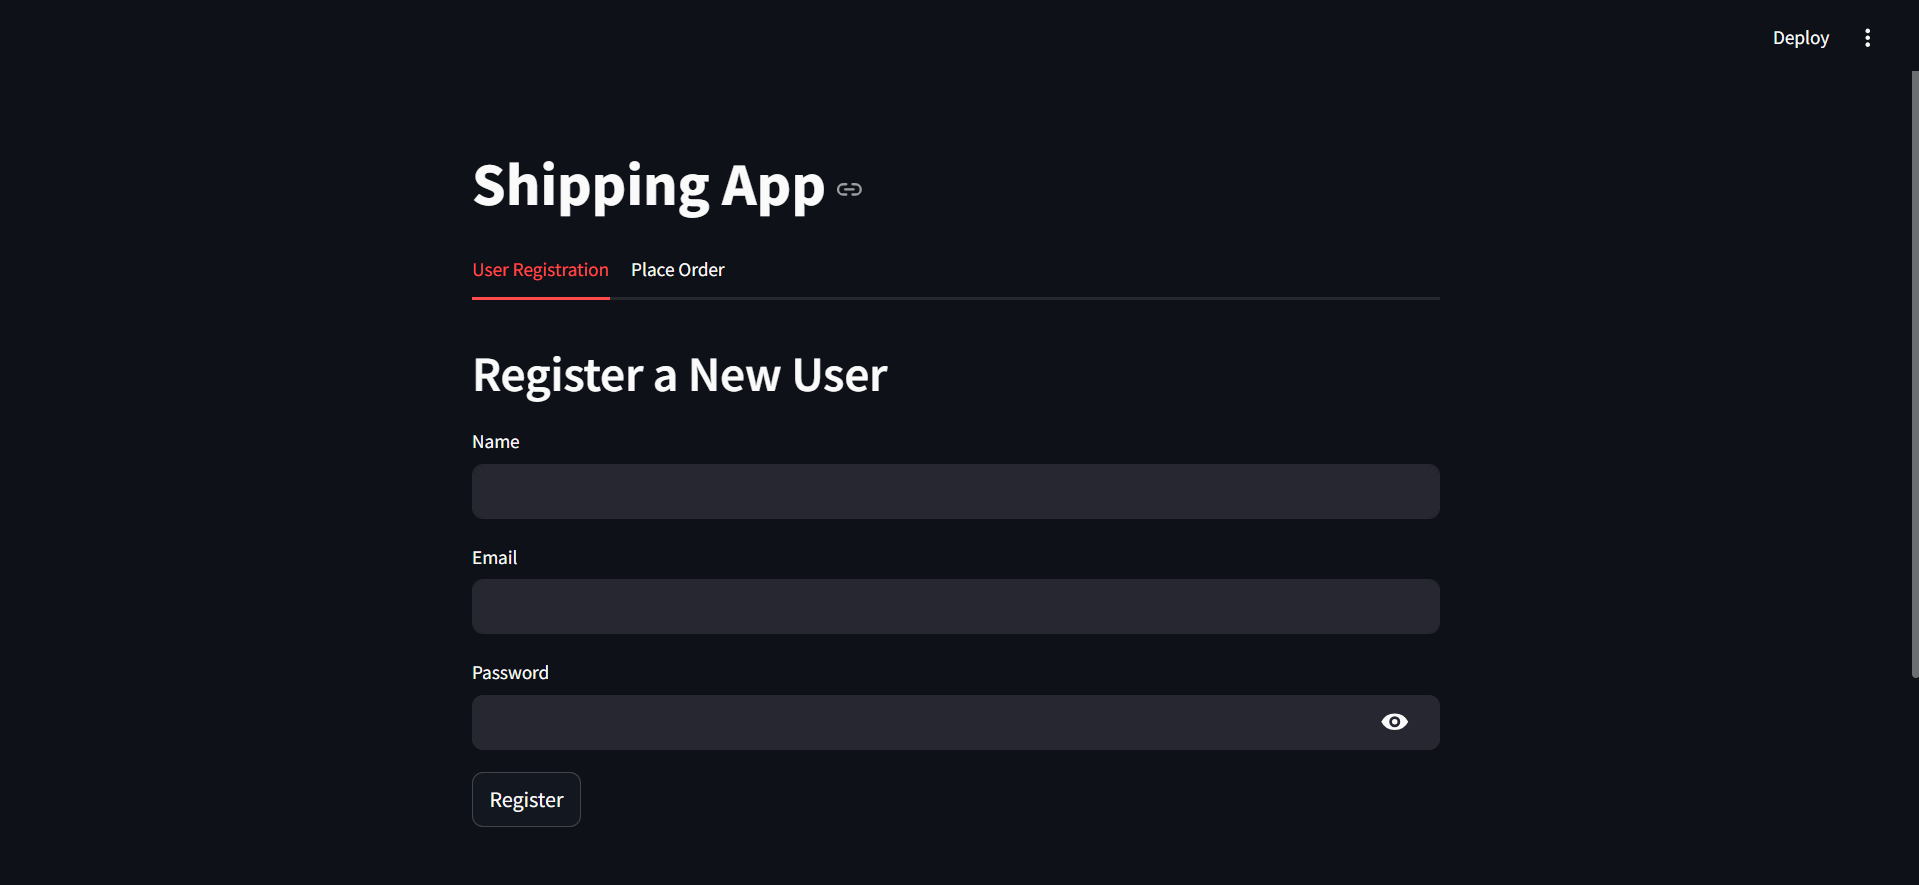 Deploy
Shipping App
User Registration Place Order
Register a New User
Name
Email
Password
Register